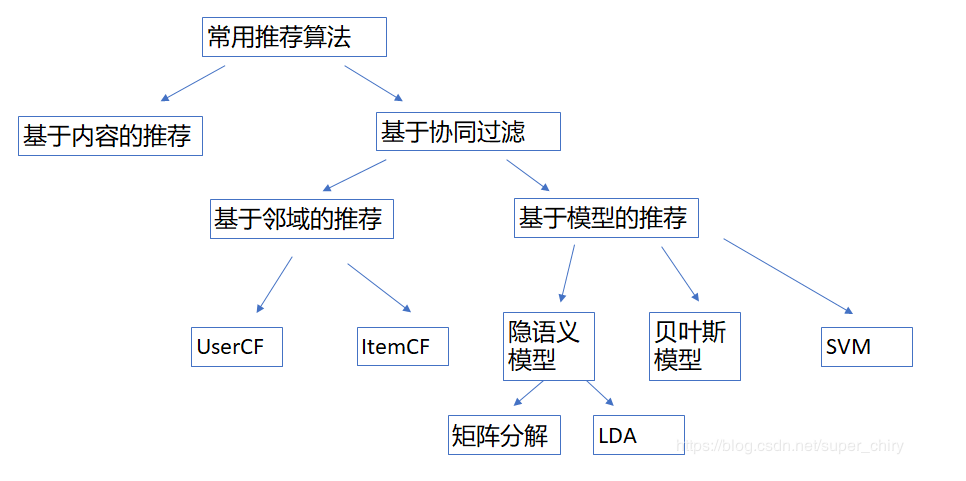 常用推荐算法
基于内容的推荐
基于协同过滤
基于邻域的推荐
基于模型的推荐
UserCF
ItemCF
隐语义
模型
贝叶斯
模型
SVM
矩阵分解
LDA
https://blog.csdn.net/super_chiry